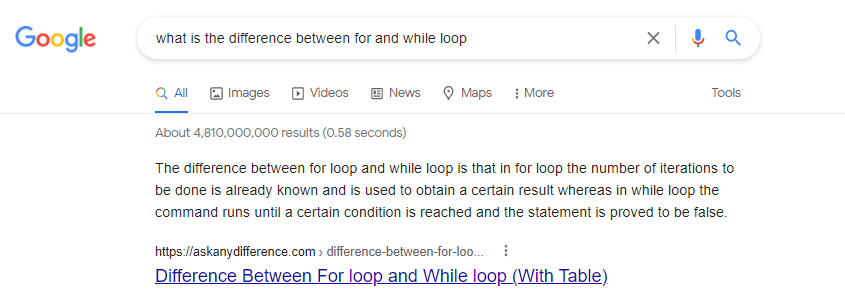 Google
what is the difference between for and while loop
All Images Videos News Maps More Tools
About 4,810,000,000 results (0.58 seconds)
The difference between for loop and while loop is that in for loop the number of iterations to
be done is already known and is used to obtain a certain result whereas in while loop the
command runs until a certain condition is reached and the statement is proved to be false.
https://askanydifference.com › difference-between-for-loo...
Difference Between For loop and While loop (With Table)